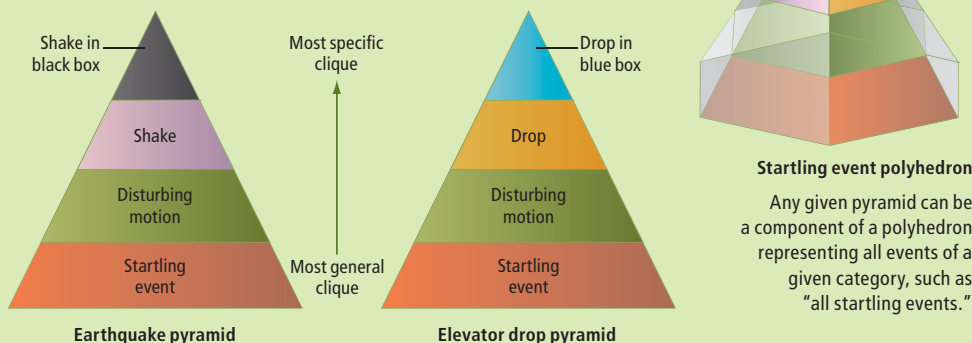 Shake in
black box
Shake
Disturbing
motion
Startling
event
Earthquake pyramid
Most specific
clique
Most general
clique
Drop in
blue box
Drop
Disturbing
motion
Startling
event
Elevator drop pyramid
Startling event polyhedron
Any given pyramid can be
a component of a polyhedron
representing all events of a
given category, such as
“all startling events.”